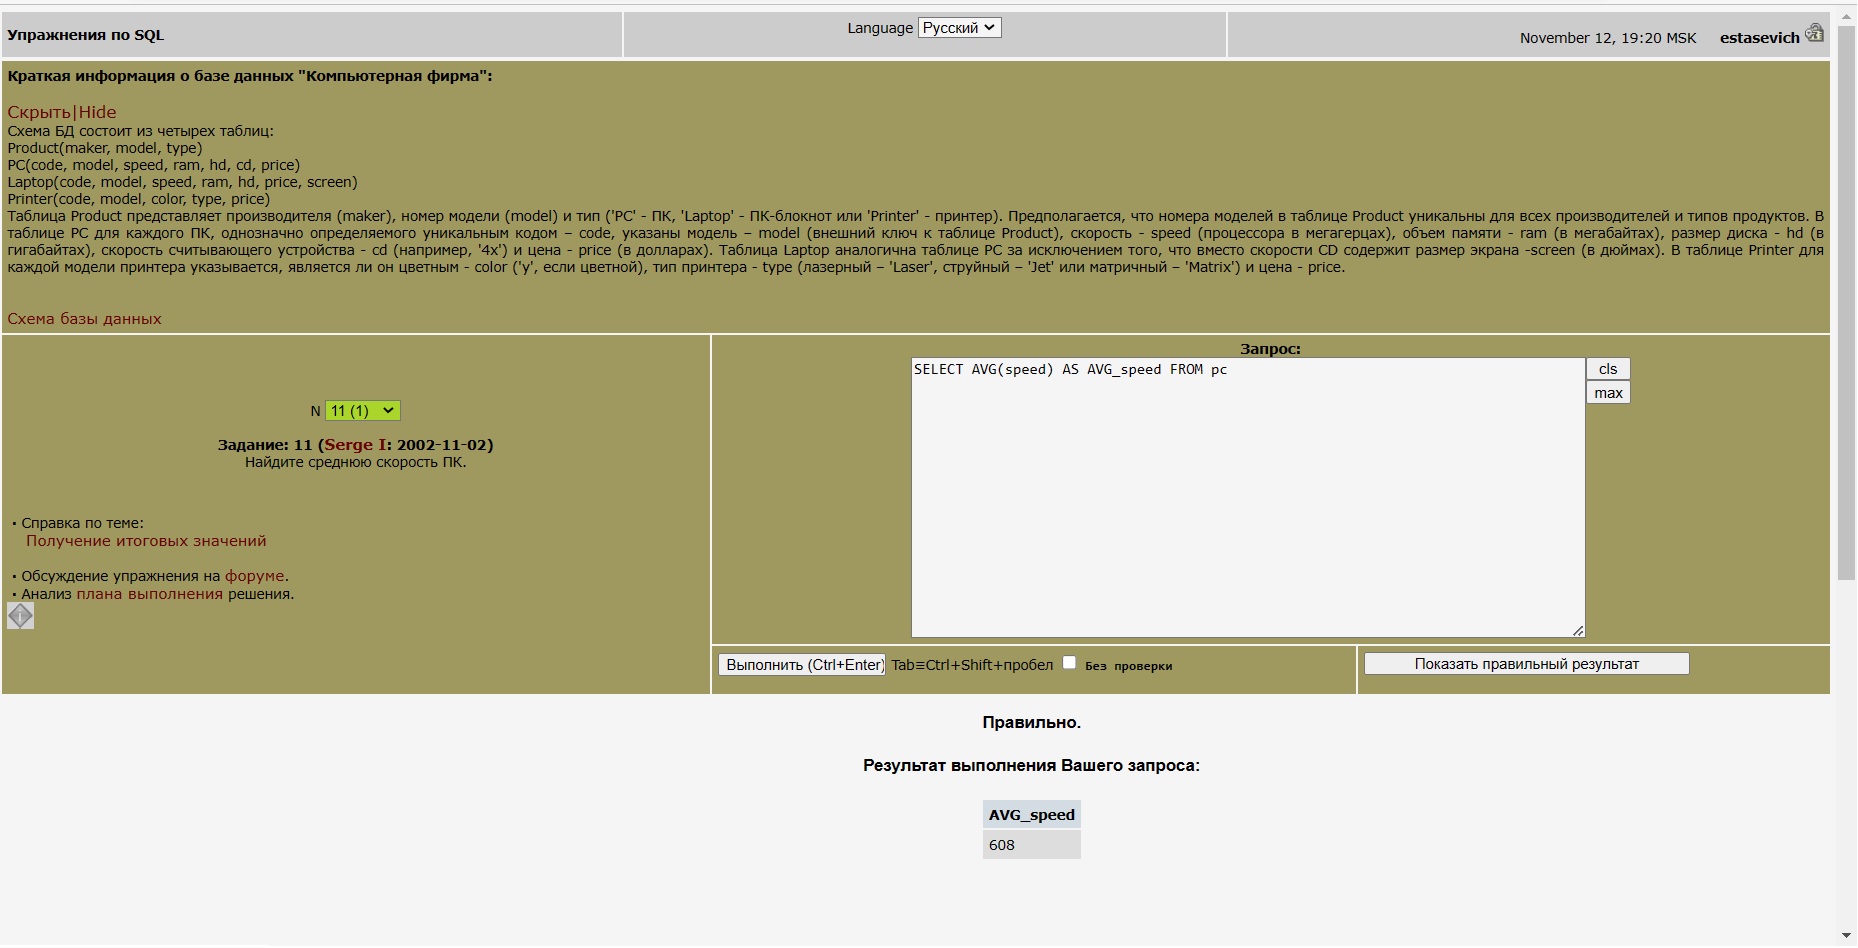 Упражнения по SQL
Language Русский
November 12, 19:20 MSK estasevich
Краткая информация о базе данных "Компьютерная фирма":
Скрыть|Hide
Схема БД состоит из четырех таблиц:
Product(maker, model, type)
PC(code, model, speed, ram, hd, cd, price)
Laptop(code, model, speed, ram, hd, price, screen)
Printer(code, model, color, type, price)
Таблица Product представляет производителя (maker), номер модели (model) и тип ('PC' - ПК, 'Laptop' - ПК-блокнот или 'Printer' - принтер). Предполагается, что номера моделей в таблице Product уникальны для всех производителей и типов продуктов. В
таблице PC для каждого ПК, однозначно определяемого уникальным кодом – code, указаны модель – model (внешний ключ к таблице Product), скорость - speed (процессора в мегагерцах), объем памяти - ram (в мегабайтах), размер диска - hd (в
гигабайтах), скорость считывающего устройства - cd (например, '4x') и цена - price (в долларах). Таблица Laptop аналогична таблице РС за исключением того, что вместо скорости CD содержит размер экрана -screen (в дюймах). В таблице Printer для
каждой модели принтера указывается, является ли он цветным - color ('y', если цветной), тип принтера - type (лазерный – 'Laser', струйный – 'Jet' или матричный – 'Matrix') и цена - price.
Схема базы данных
N 11 (1)
Задание: 11 (Serge I: 2002-11-02)
Найдите среднюю скорость ПК.
▪ Справка по теме:
Получение итоговых значений
▪ Обсуждение упражнения на форуме.
▪ Анализ плана выполнения решения.
Запрос:
SELECT AVG(speed) AS AVG_speed FROM pc
cls
max
Выполнить (Ctrl+Enter) Tab≡Ctrl+Shift+пробел Без проверки
Показать правильный результат
Правильно.
Результат выполнения Вашего запроса:
AVG_speed
608